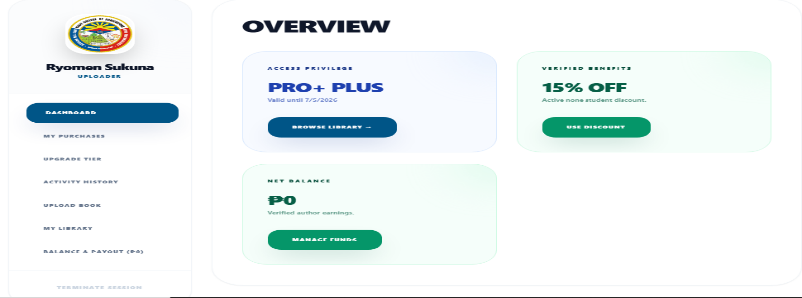 Ryomen Sukuna
UPLOADER
DASHBOARD
MY PURCHASES
UPGRADE TIER
ACTIVITY HISTORY
UPLOAD BOOK
MY LIBRARY
BALANCE & PAYOUT (₱0)
TERMINATE SESSION
OVERVIEW
ACCESS PRIVILEGE
PRO+ PLUS
Valid until 7/5/2026
BROWSE LIBRARY →
VERIFIED BENEFITS
15% OFF
Active none student discount.
USE DISCOUNT
NET BALANCE
₱0
Verified author earnings.
MANAGE FUNDS